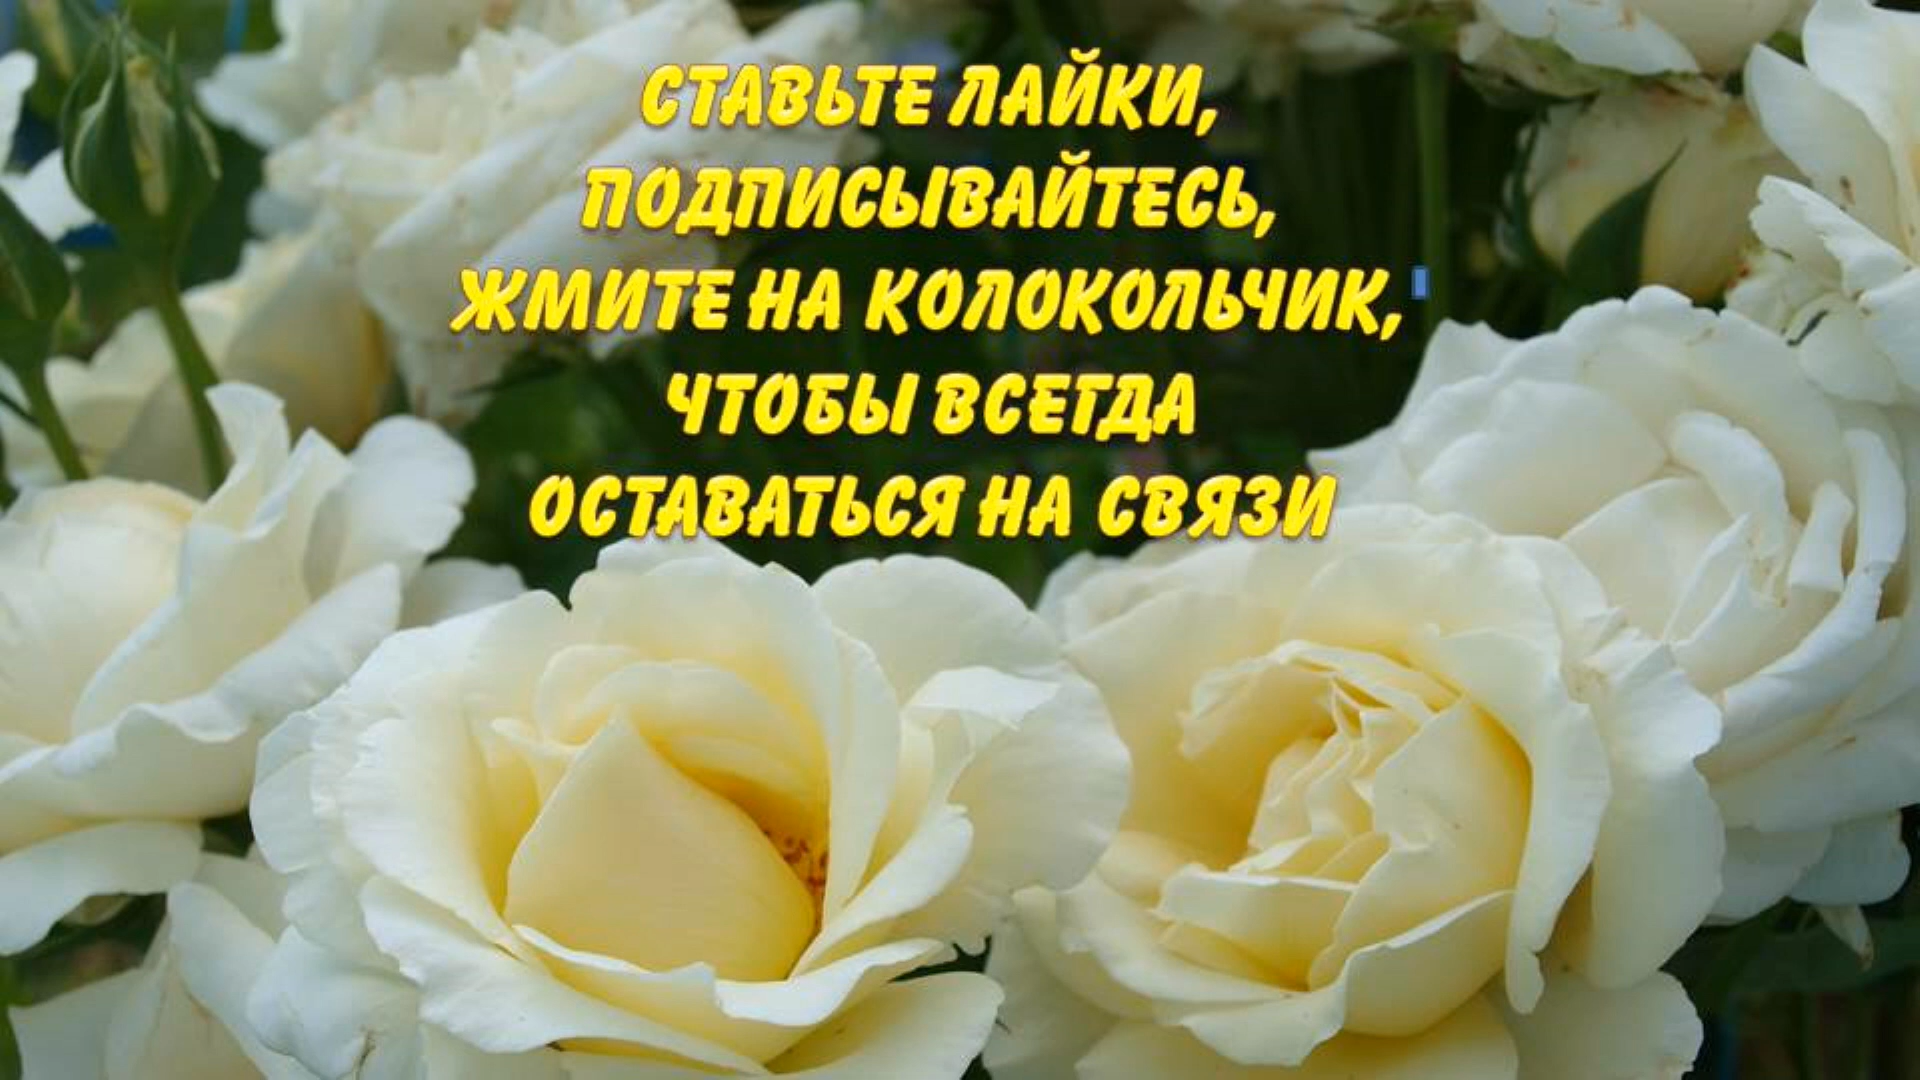 СТАВЬТЕ ЛАЙКИ,
ПОДПИСЫВАЙТЕСЬ,
ЖМИТЕ НА КОЛОКОЛЬЧИК,
ЧТОБЫ ВСЕГДА
ОСТАВАТЬСЯ НА СВЯЗИ